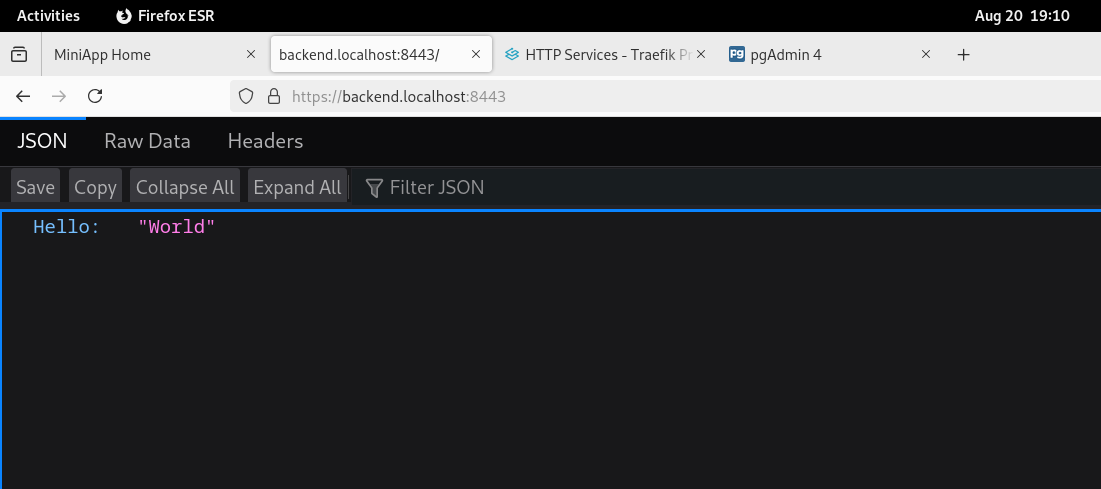 Activities Firefox ESR Aug 20 19:10
MiniApp Home backend.localhost:8443/ HTTP Services - Traefik P pgAdmin 4
https://backend.localhost:8443
JSON Raw Data Headers
Save Copy Collapse All Expand All Filter JSON
Hello: "World"